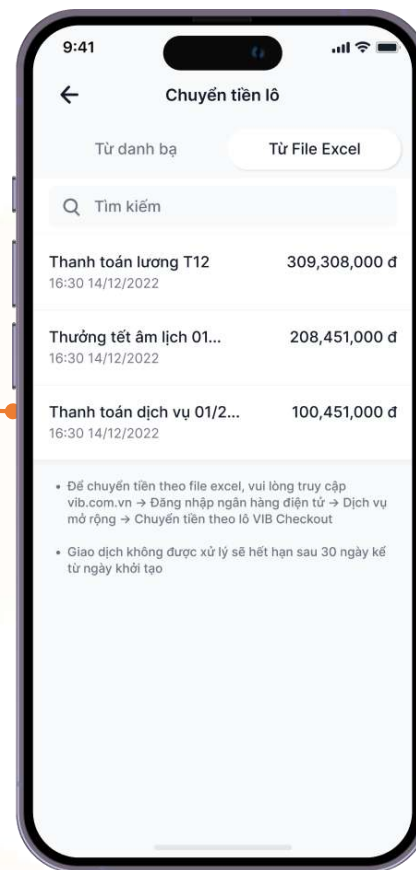 9:41
Chuyển tiền lô
Từ danh bạ
Từ File Excel
Tìm kiếm
Thanh toán lương T12 309,308,000 đ
16:30 14/12/2022
Thưởng tết âm lịch 01... 208,451,000 đ
16:30 14/12/2022
Thanh toán dịch vụ 01/2... 100,451,000 đ
16:30 14/12/2022
• Để chuyển tiền theo file excel, vui lòng truy cập
vib.com.vn → Đăng nhập ngân hàng điện tử → Dịch vụ
mở rộng → Chuyển tiền theo lô VIB Checkout
• Giao dịch không được xử lý sẽ hết hạn sau 30 ngày kể
từ ngày khởi tạo